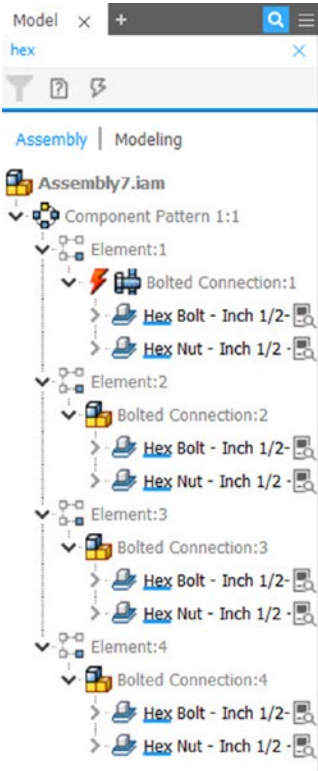 Model × +
hex ×
Assembly | Modeling
Assembly7.iam
Component Pattern 1:1
Element:1
Bolted Connection:1
Hex Bolt - Inch 1/2-
Hex Nut - Inch 1/2 -
Element:2
Bolted Connection:2
Hex Bolt - Inch 1/2-
Hex Nut - Inch 1/2 -
Element:3
Bolted Connection:3
Hex Bolt - Inch 1/2-
Hex Nut - Inch 1/2 -
Element:4
Bolted Connection:4
Hex Bolt - Inch 1/2-
Hex Nut - Inch 1/2 -